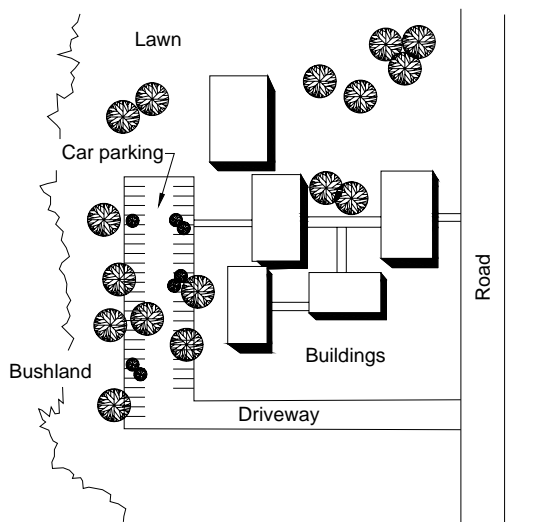 Lawn
Car parking
Road
Buildings
Bushland
Driveway